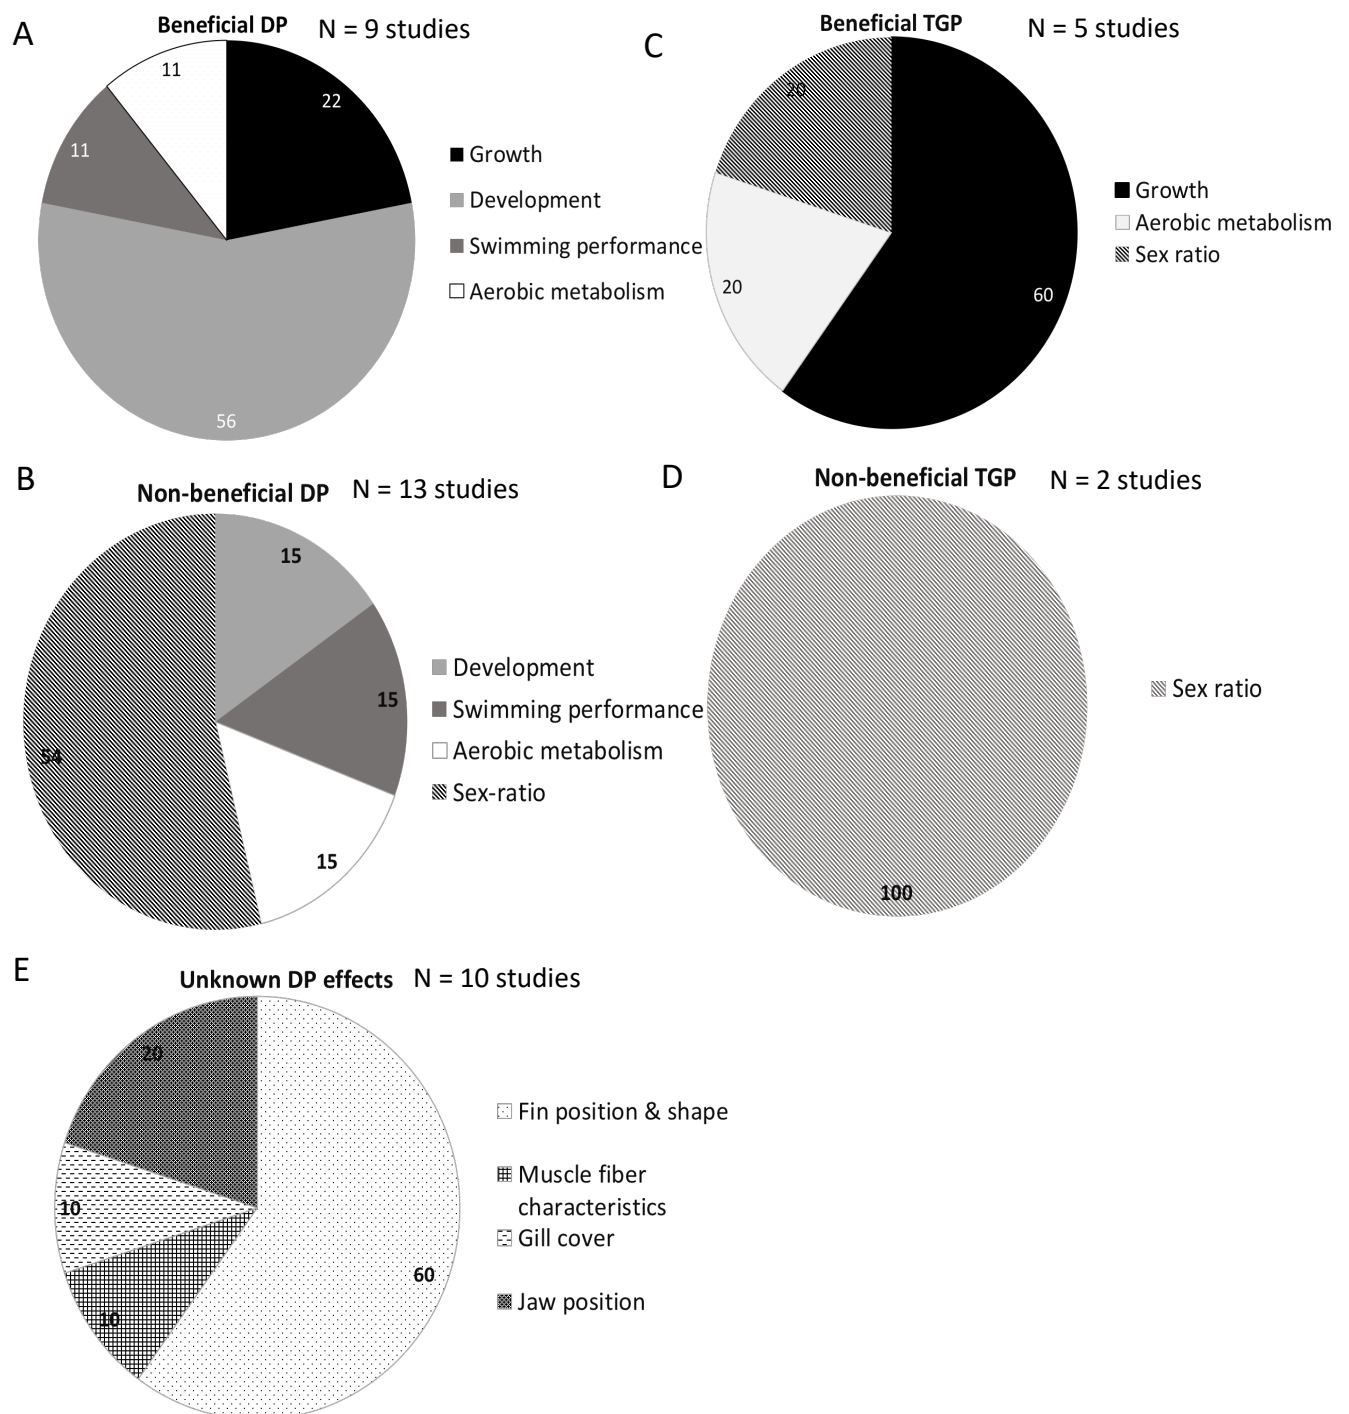 A
Beneficial DP
N = 9 studies
11
22
11
56
Growth
Development
Swimming performance
Aerobic metabolism
C
Beneficial TGP
N = 5 studies
20
20
60
Growth
Aerobic metabolism
Sex ratio
B
Non-beneficial DP
N = 13 studies
15
15
54
15
Development
Swimming performance
Aerobic metabolism
Sex-ratio
D
Non-beneficial TGP
N = 2 studies
100
Sex ratio
E
Unknown DP effects
N = 10 studies
20
10
10
60
Fin position & shape
Muscle fiber
characteristics
Gill cover
Jaw position